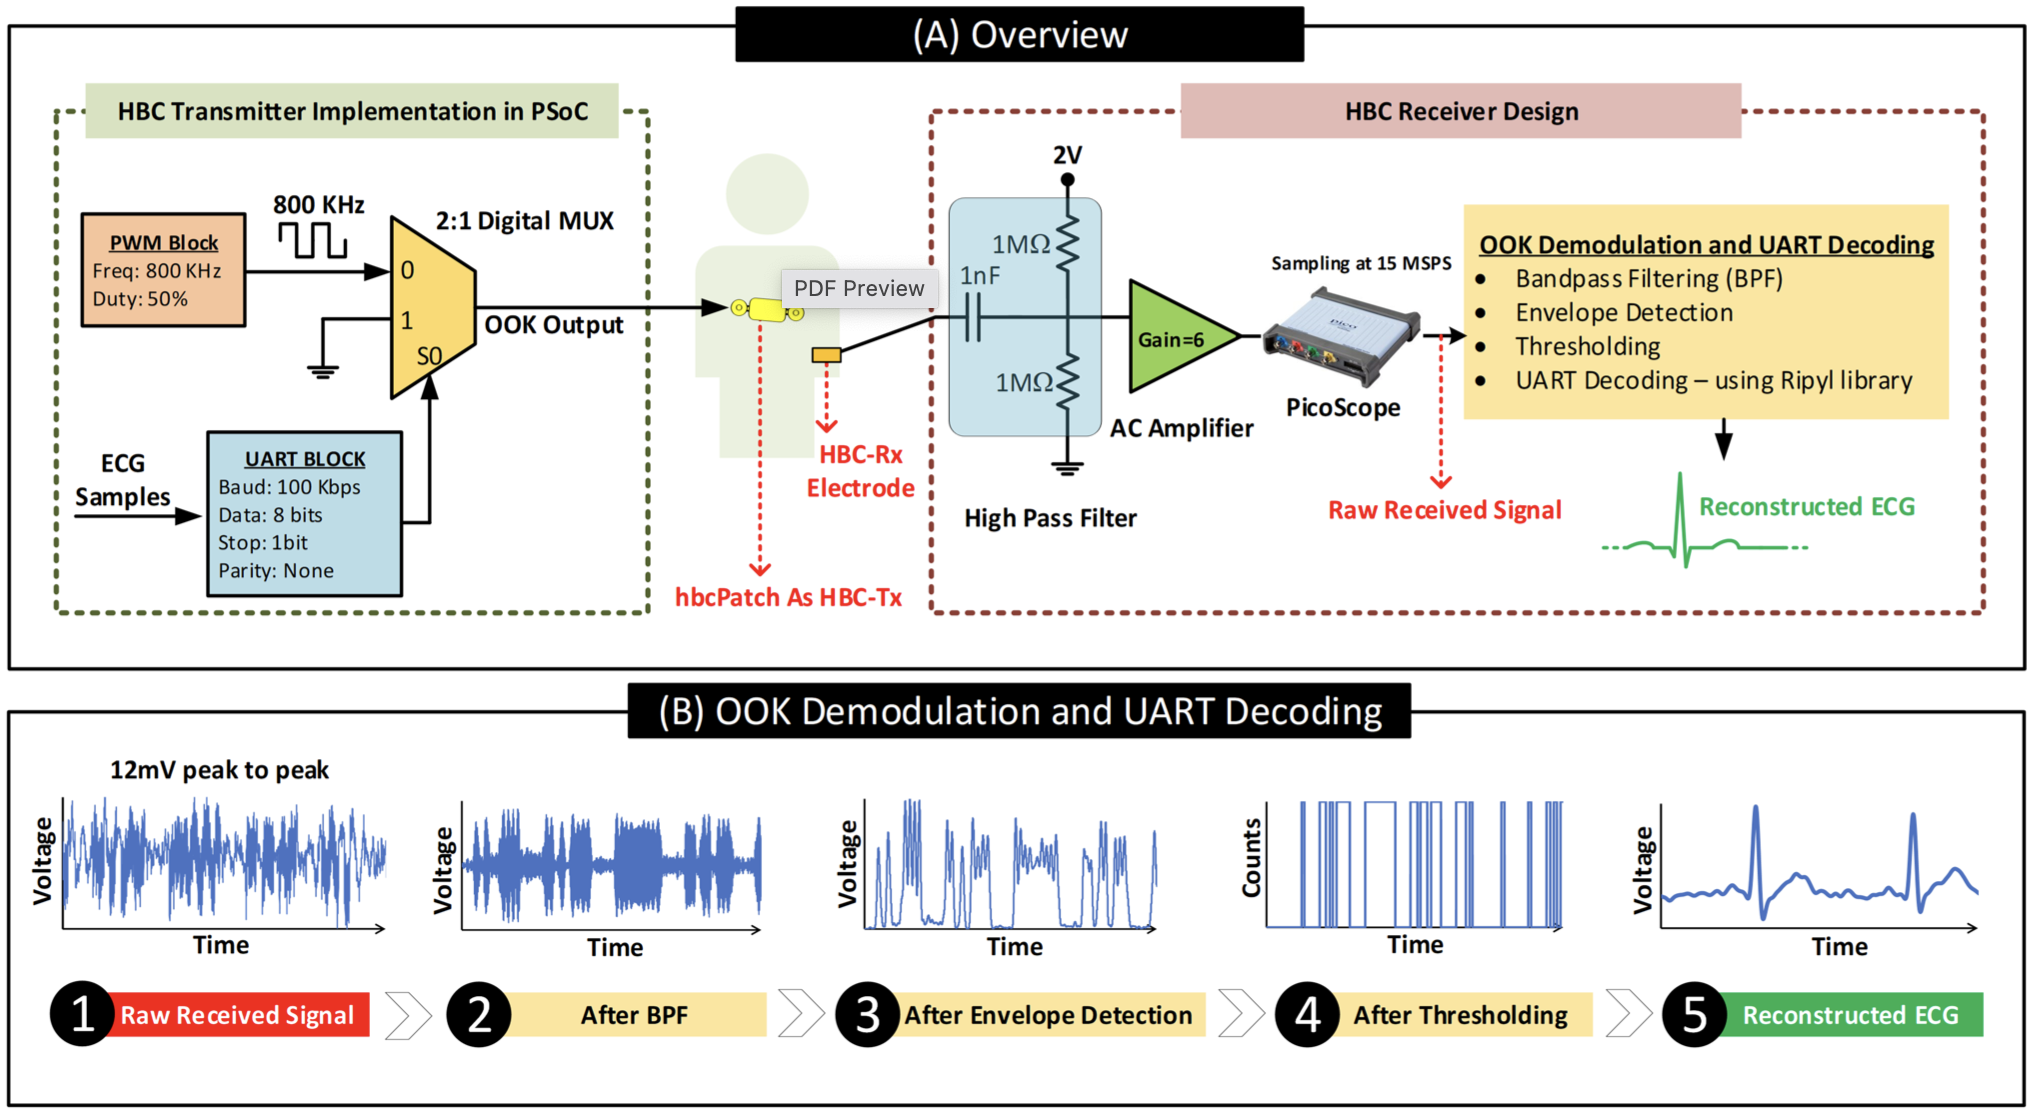 (A) Overview
HBC Transmitter Implementation in PSoC
HBC Receiver Design
PWM Block
Freq: 800 KHz
Duty: 50%
800 KHz
2:1 Digital MUX
0
1
S0
OOK Output
ECG
Samples
UART BLOCK
Baud: 100 Kbps
Data: 8 bits
Stop: 1bit
Parity: None
PDF Preview
HBC-Rx
Electrode
hbcPatch As HBC-Tx
2V
1MΩ
1nF
1MΩ
High Pass Filter
Gain=6
AC Amplifier
Sampling at 15 MSPS
pico
PicoScope
Raw Received Signal
OOK Demodulation and UART Decoding
• Bandpass Filtering (BPF)
• Envelope Detection
• Thresholding
• UART Decoding – using Ripyl library
Reconstructed ECG
(B) OOK Demodulation and UART Decoding
12mV peak to peak
Voltage
Time
Voltage
Time
Voltage
Time
Counts
Time
Voltage
Time
1 Raw Received Signal
2 After BPF
3 After Envelope Detection
4 After Thresholding
5 Reconstructed ECG